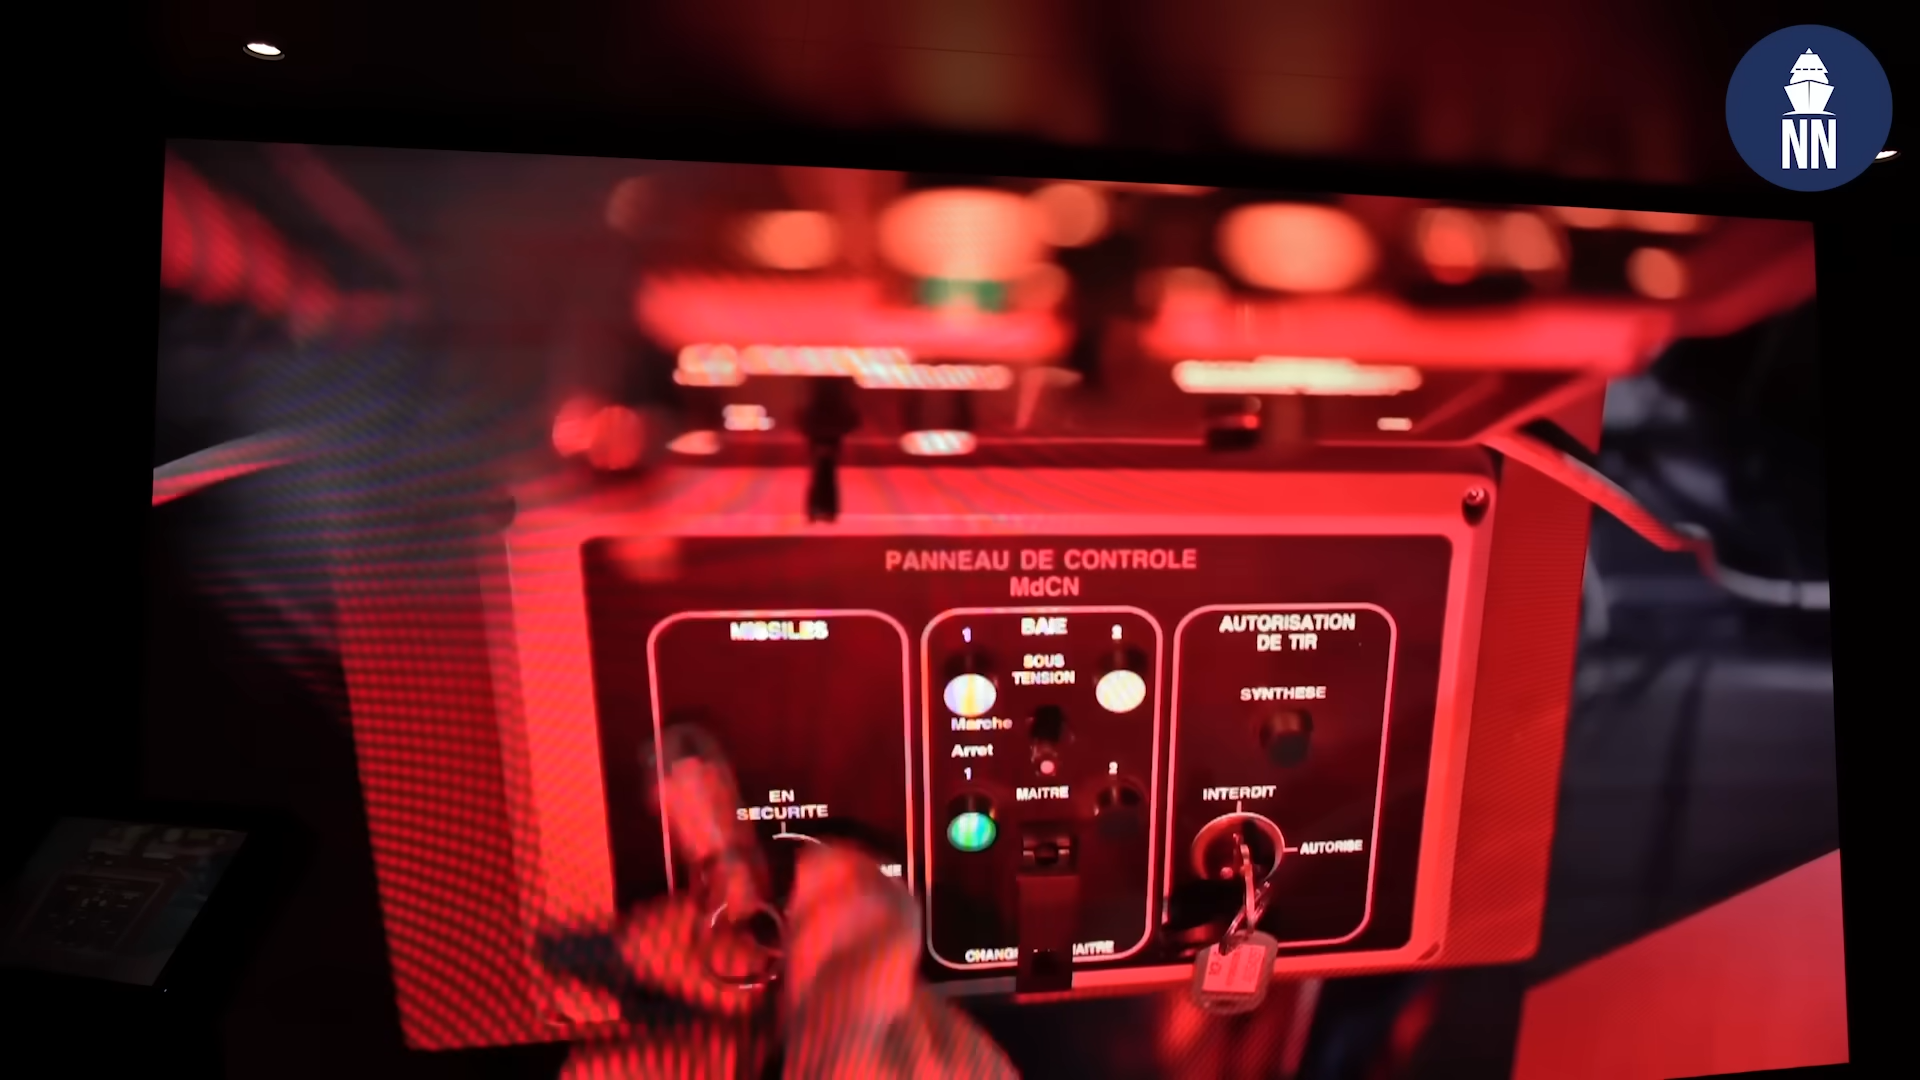 NN
PANNEAU DE CONTROLE
MdCN
MISSILES
EN
SECURITE
BAIE
1 2
SOUS
TENSION
Marche
Arret
1 2
MAITRE
AUTORISATION
DE TIR
SYNTHESE
INTERDIT
AUTORISE